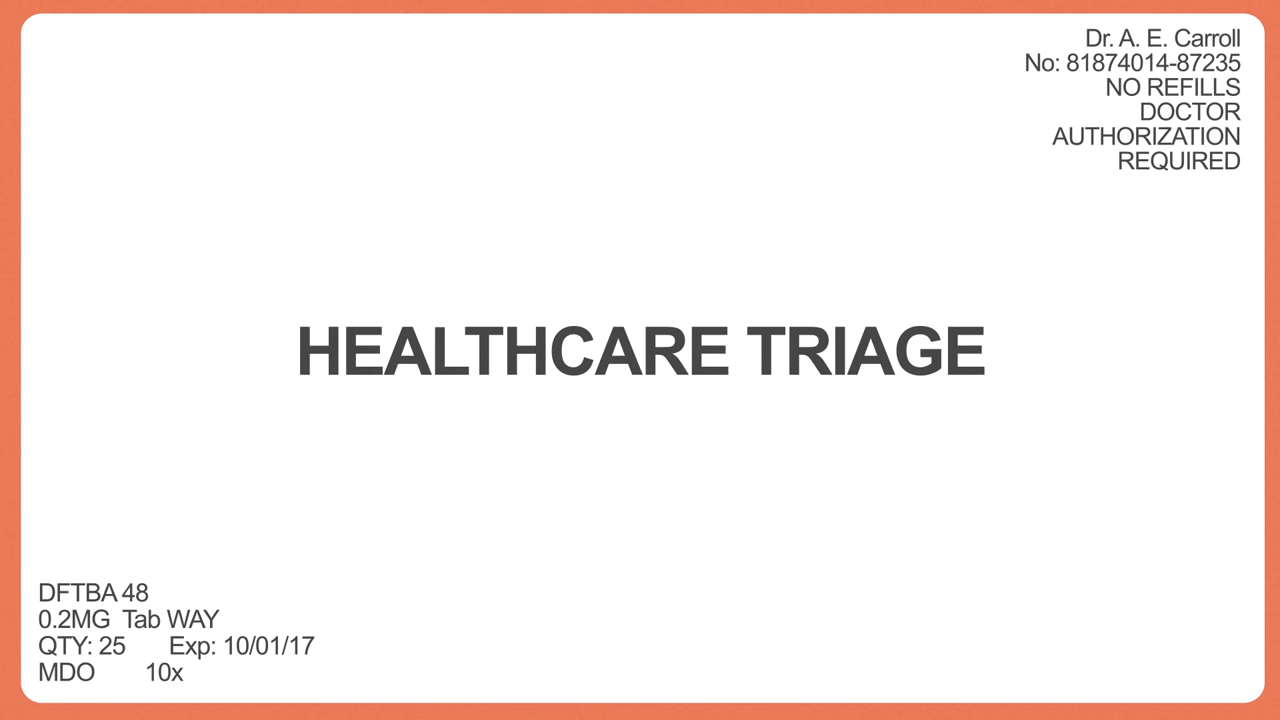 Dr. A. E. Carroll
No: 81874014-87235
NO REFILLS
DOCTOR
AUTHORIZATION
REQUIRED
HEALTHCARE TRIAGE
DFTBA 48
0.2MG Tab WAY
QTY: 25 Exp: 10/01/17
MDO 10x